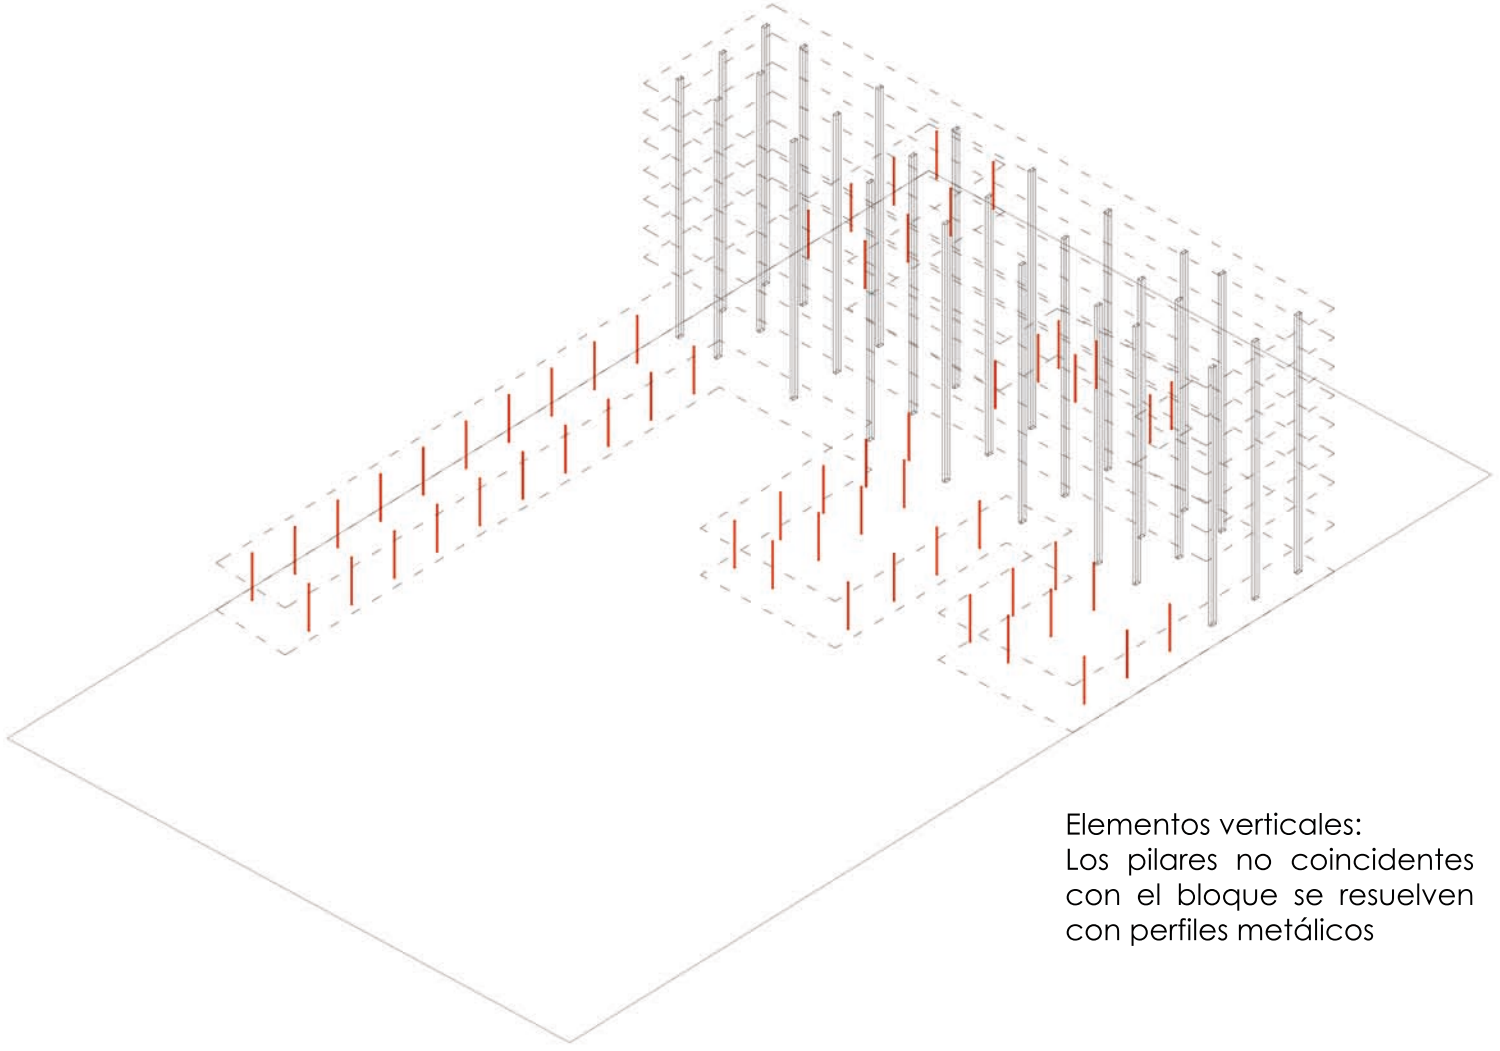 Elementos verticales:
Los pilares no coincidentes
con el bloque se resuelven
con perfiles metálicos